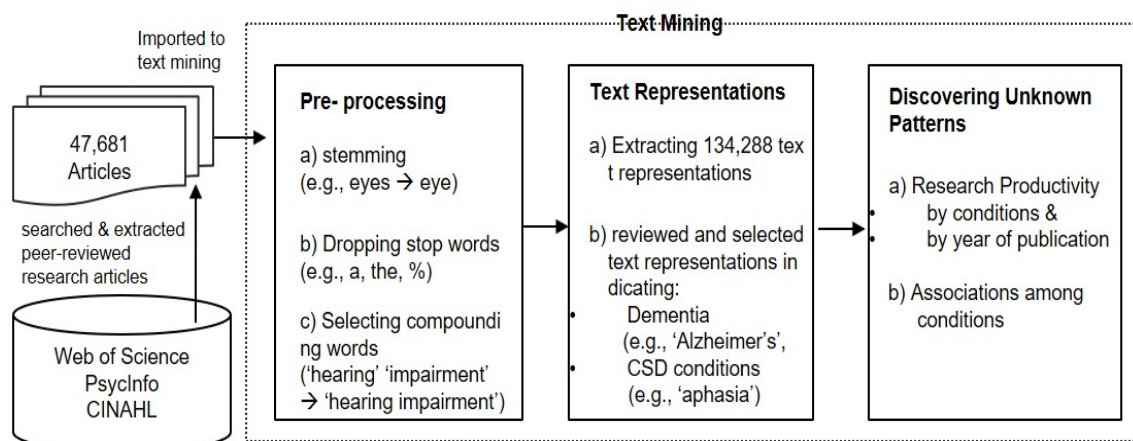 Text Mining
Imported to
text mining
47,681
Articles
searched & extracted
peer-reviewed
research articles
Web of Science
PsycInfo
CINAHL
Pre- processing
a) stemming
(e.g., eyes → eye)
b) Dropping stop words
(e.g., a, the, %)
c) Selecting compoundi
ng words
(‘hearing’ ‘impairment’
→ ‘hearing impairment’)
Text Representations
a) Extracting 134,288 tex
t representations
b) reviewed and selected
text representations in
dicating:
• Dementia
(e.g., ‘Alzheimer’s’,
• CSD conditions
(e.g., ‘aphasia’)
Discovering Unknown
Patterns
a) Research Productivity
• by conditions &
• by year of publication
b) Associations among
conditions